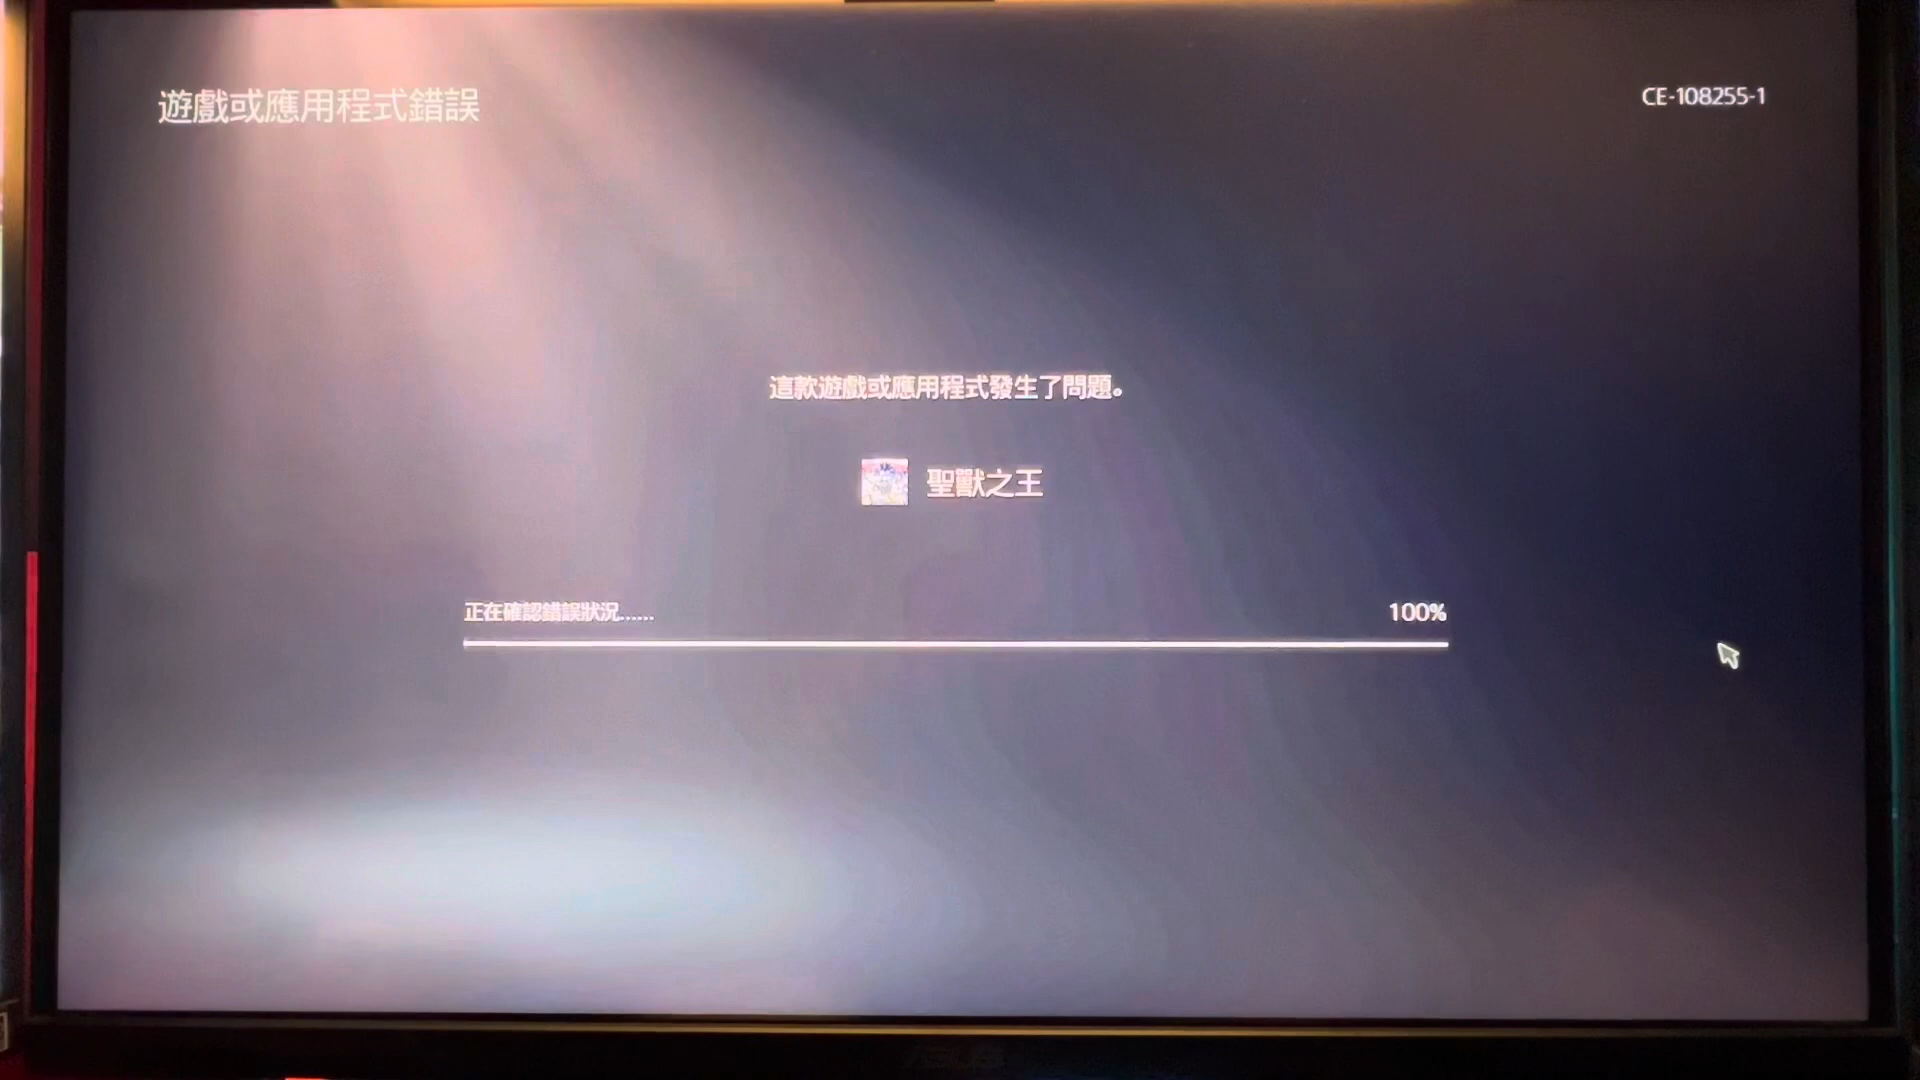 遊戲或應用程式錯誤
CE-108255-1
這款遊戲或應用程式發生了問題。
聖獸之王
正在確認錯誤狀況......
100%